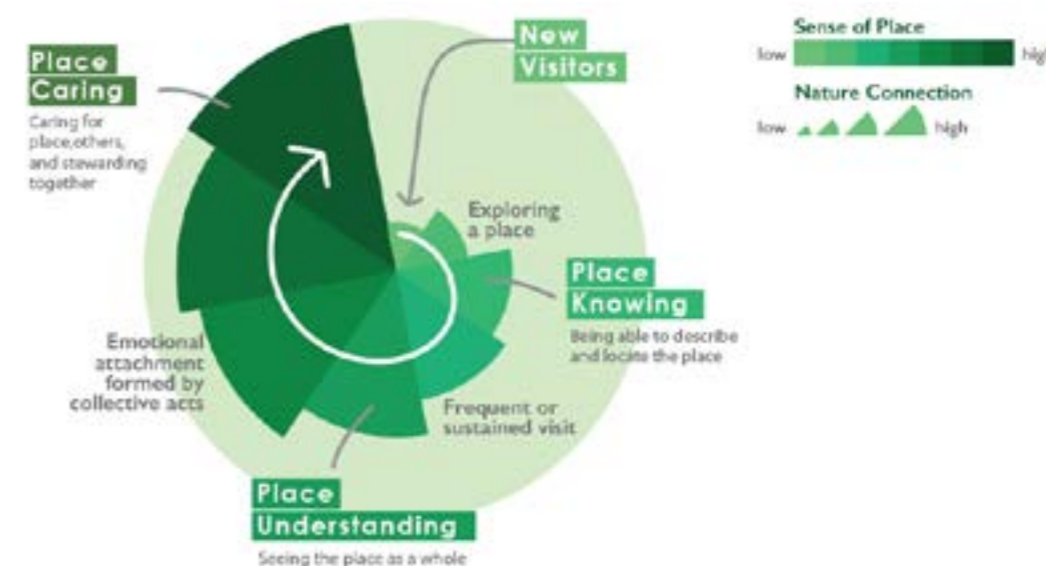 New
Visitors
Sense of Place
low
high
Nature Connection
low
high
Place
Caring
Caring for
place,others,
and stewarding
together
Exploring
a place
Place
Knowing
Being able to describe
and locate the place
Emotional
attachment
formed by
collective acts
Frequent or
sustained visit
Place
Understanding
Seeing the place as a whole